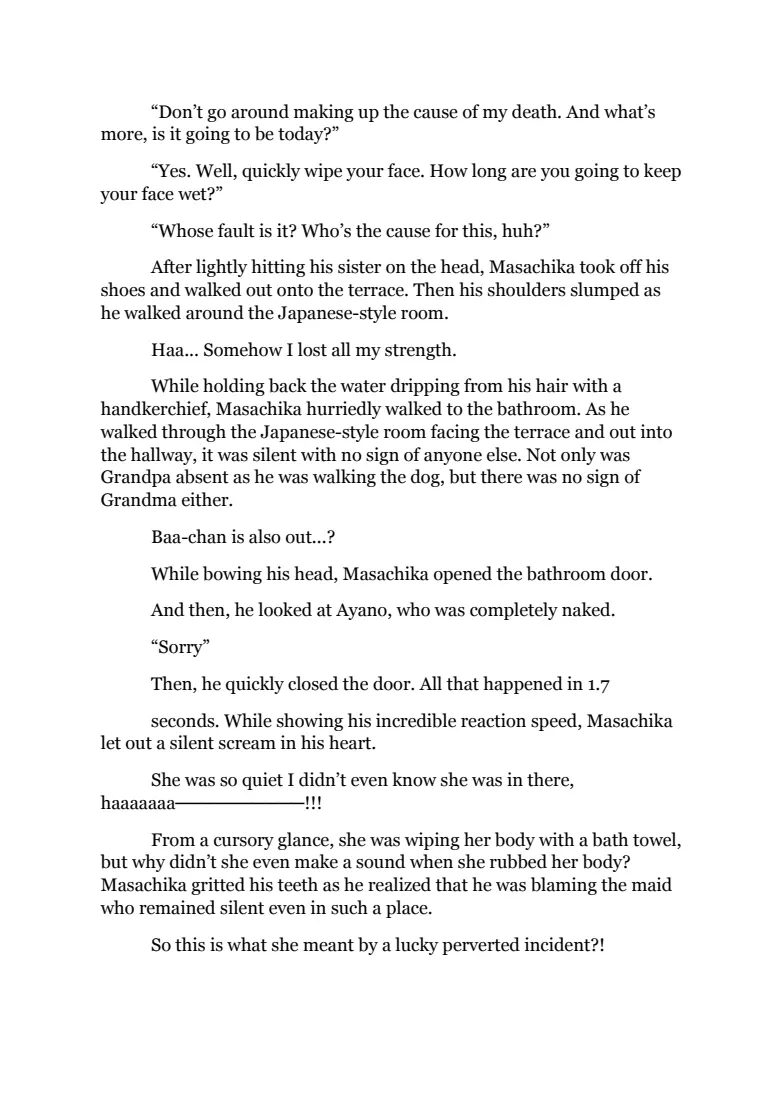 “Don’t go around making up the cause of my death. And what’s
more, is it going to be today?”
“Yes. Well, quickly wipe your face. How long are you going to keep
your face wet?”
“Whose fault is it? Who’s the cause for this, huh?”
After lightly hitting his sister on the head, Masachika took off his
shoes and walked out onto the terrace. Then his shoulders slumped as
he walked around the Japanese-style room.
Haa... Somehow I lost all my strength.
While holding back the water dripping from his hair with a
handkerchief, Masachika hurriedly walked to the bathroom. As he
walked through the Japanese-style room facing the terrace and out into
the hallway, it was silent with no sign of anyone else. Not only was
Grandpa absent as he was walking the dog, but there was no sign of
Grandma either.
Baa-chan is also out...?
While bowing his head, Masachika opened the bathroom door.
And then, he looked at Ayano, who was completely naked.
“Sorry”
Then, he quickly closed the door. All that happened in 1.7
seconds. While showing his incredible reaction speed, Masachika
let out a silent scream in his heart.
She was so quiet I didn’t even know she was in there,
haaaaaaa───────────!!!
From a cursory glance, she was wiping her body with a bath towel,
but why didn’t she even make a sound when she rubbed her body?
Masachika gritted his teeth as he realized that he was blaming the maid
who remained silent even in such a place.
So this is what she meant by a lucky perverted incident?!